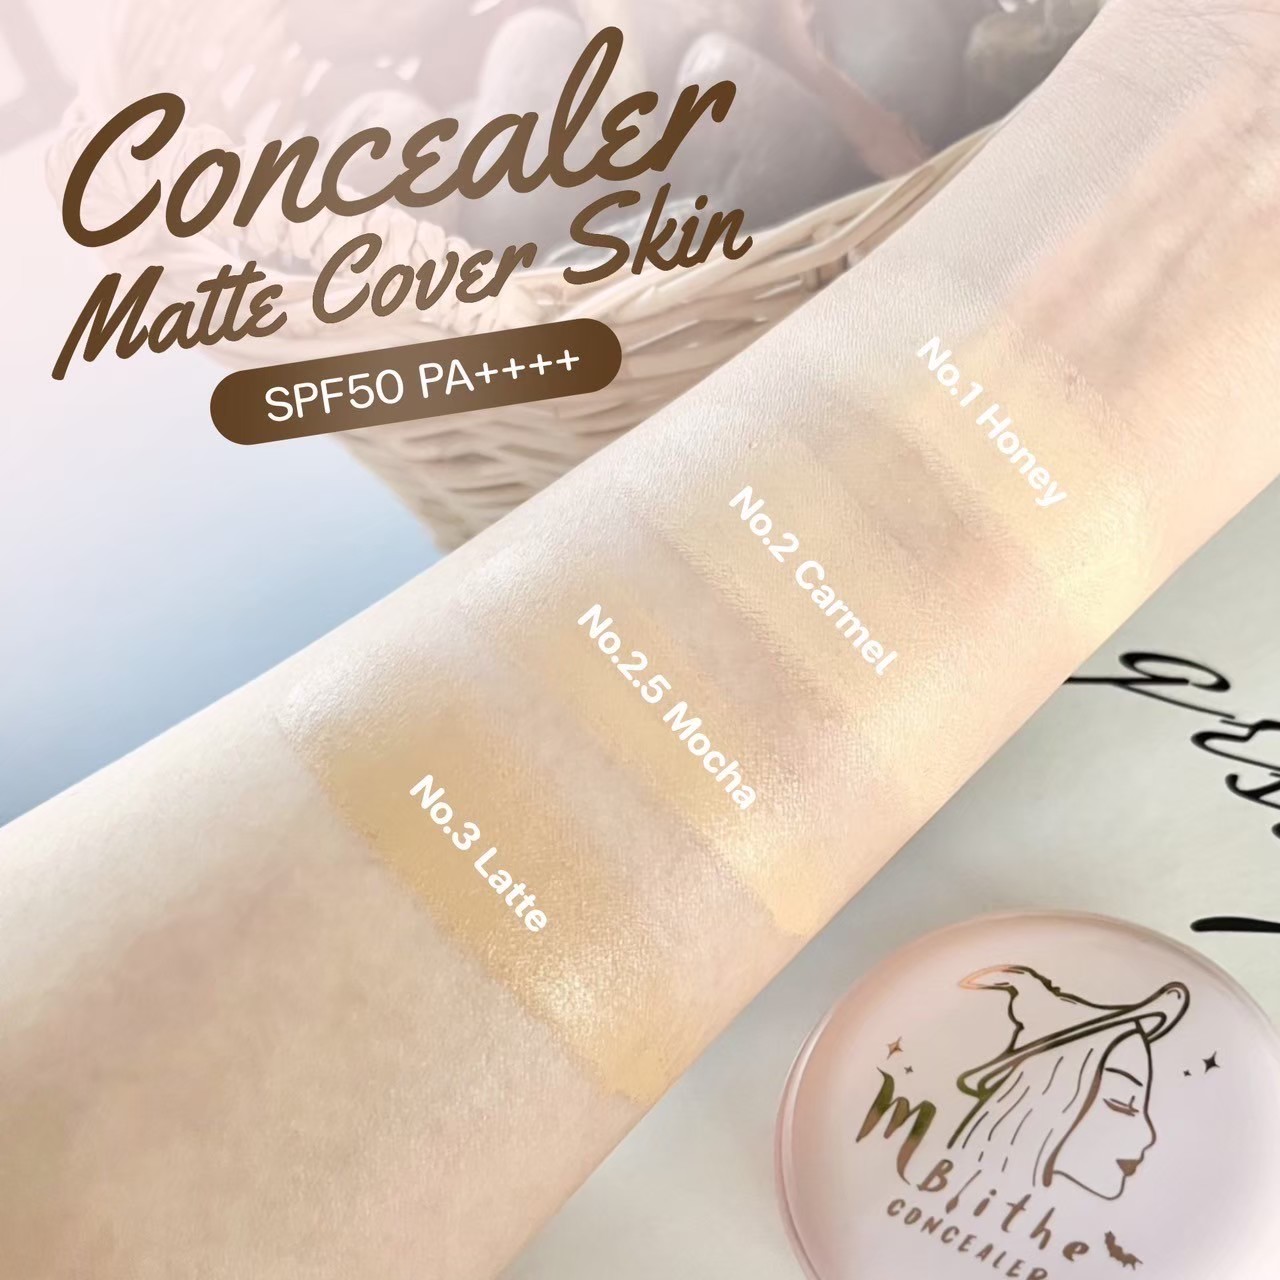 Concealer
Matte Cover Skin
SPF50 PA++++
No.1 Honey
No.2 Carmel
No.2.5 Mocha
No.3 Latte
M
Blithe
CONCEALER